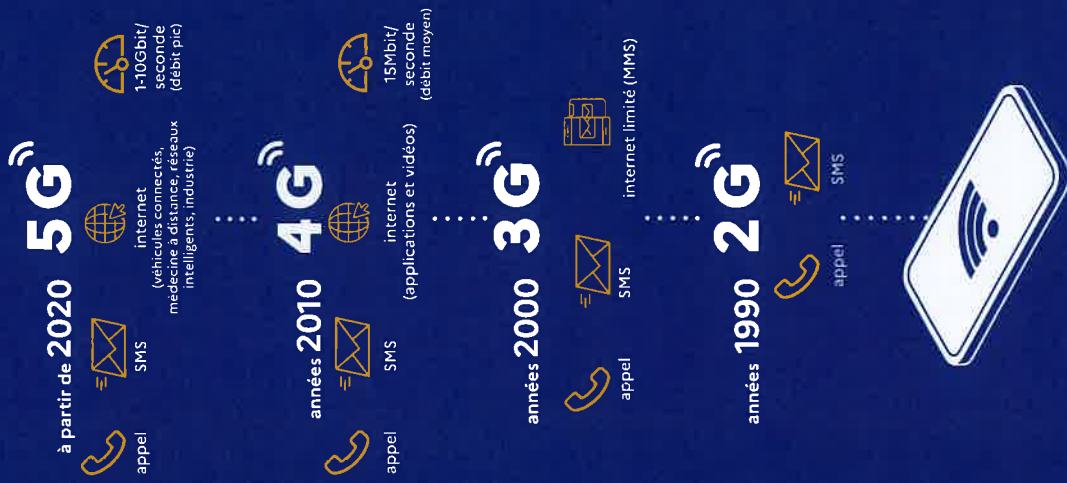 à partir de 2020 5G
appel
SMS
internet
(véhicules connectés,
médecine à distance, réseaux
intelligents, industrie)
1-10Gbit/
seconde
(débit pic)
années 2010 4G
appel
SMS
internet
(applications et vidéos)
15Mbit/
seconde
(débit moyen)
années 2000 3G
appel
SMS
internet limité (MMS)
années 1990 2G
appel
SMS